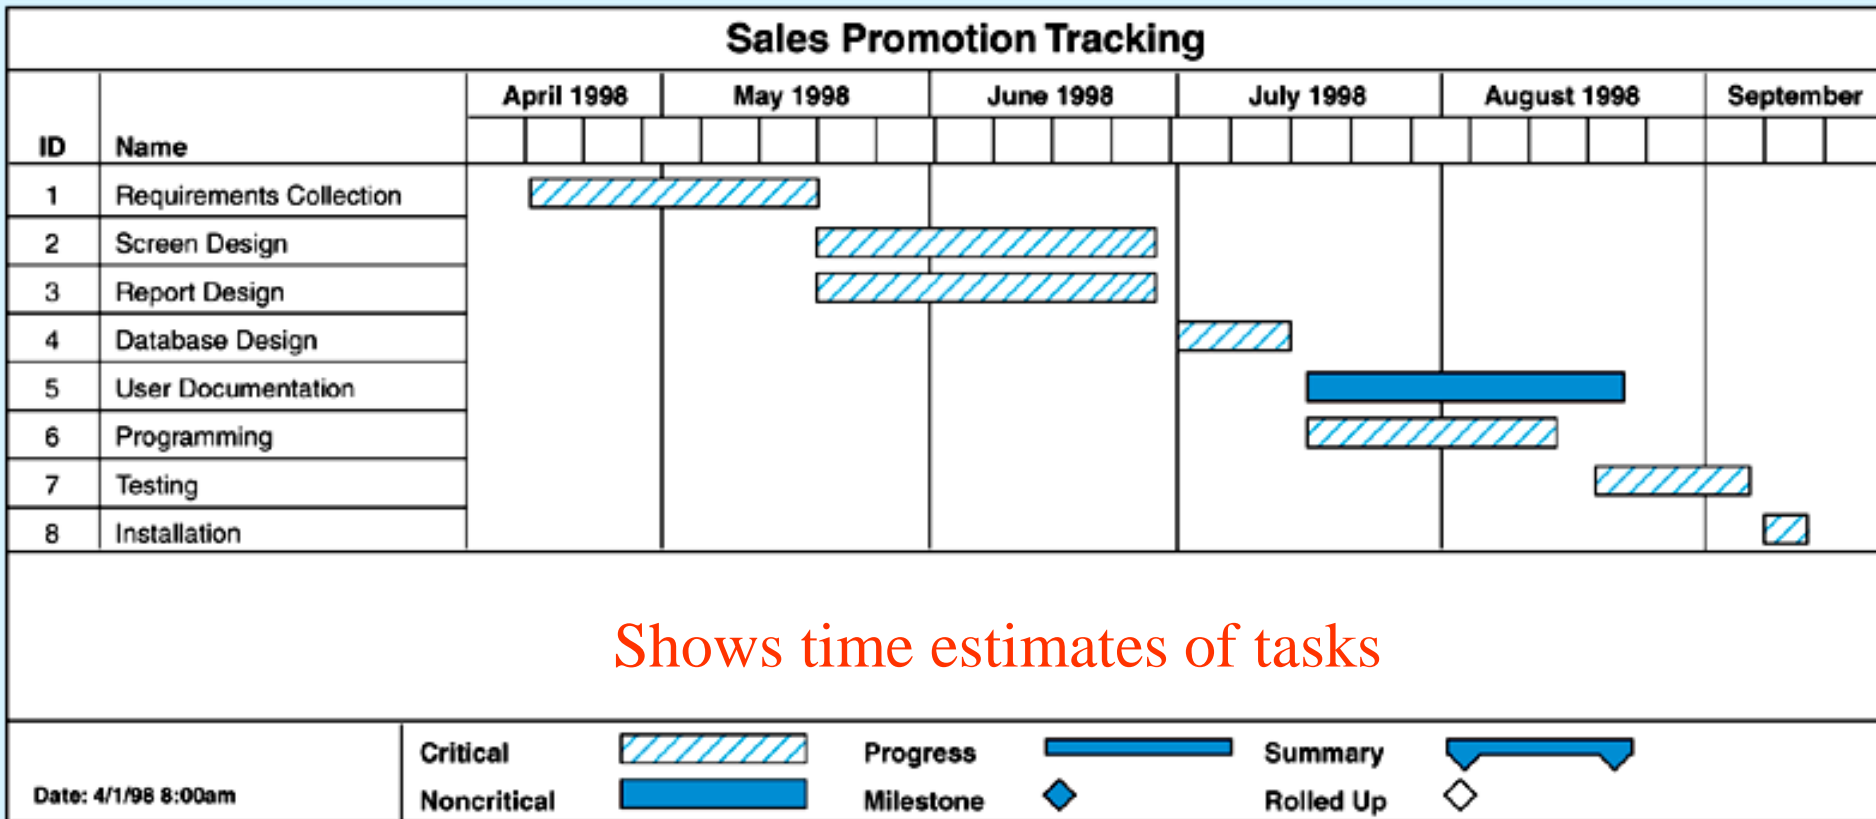 Sales Promotion Tracking
ID Name April 1998 May 1998 June 1998 July 1998 August 1998 September
1 Requirements Collection
2 Screen Design
3 Report Design
4 Database Design
5 User Documentation
6 Programming
7 Testing
8 Installation
Shows time estimates of tasks
Critical Progress Summary
Date: 4/1/98 8:00am Noncritical Milestone Rolled Up